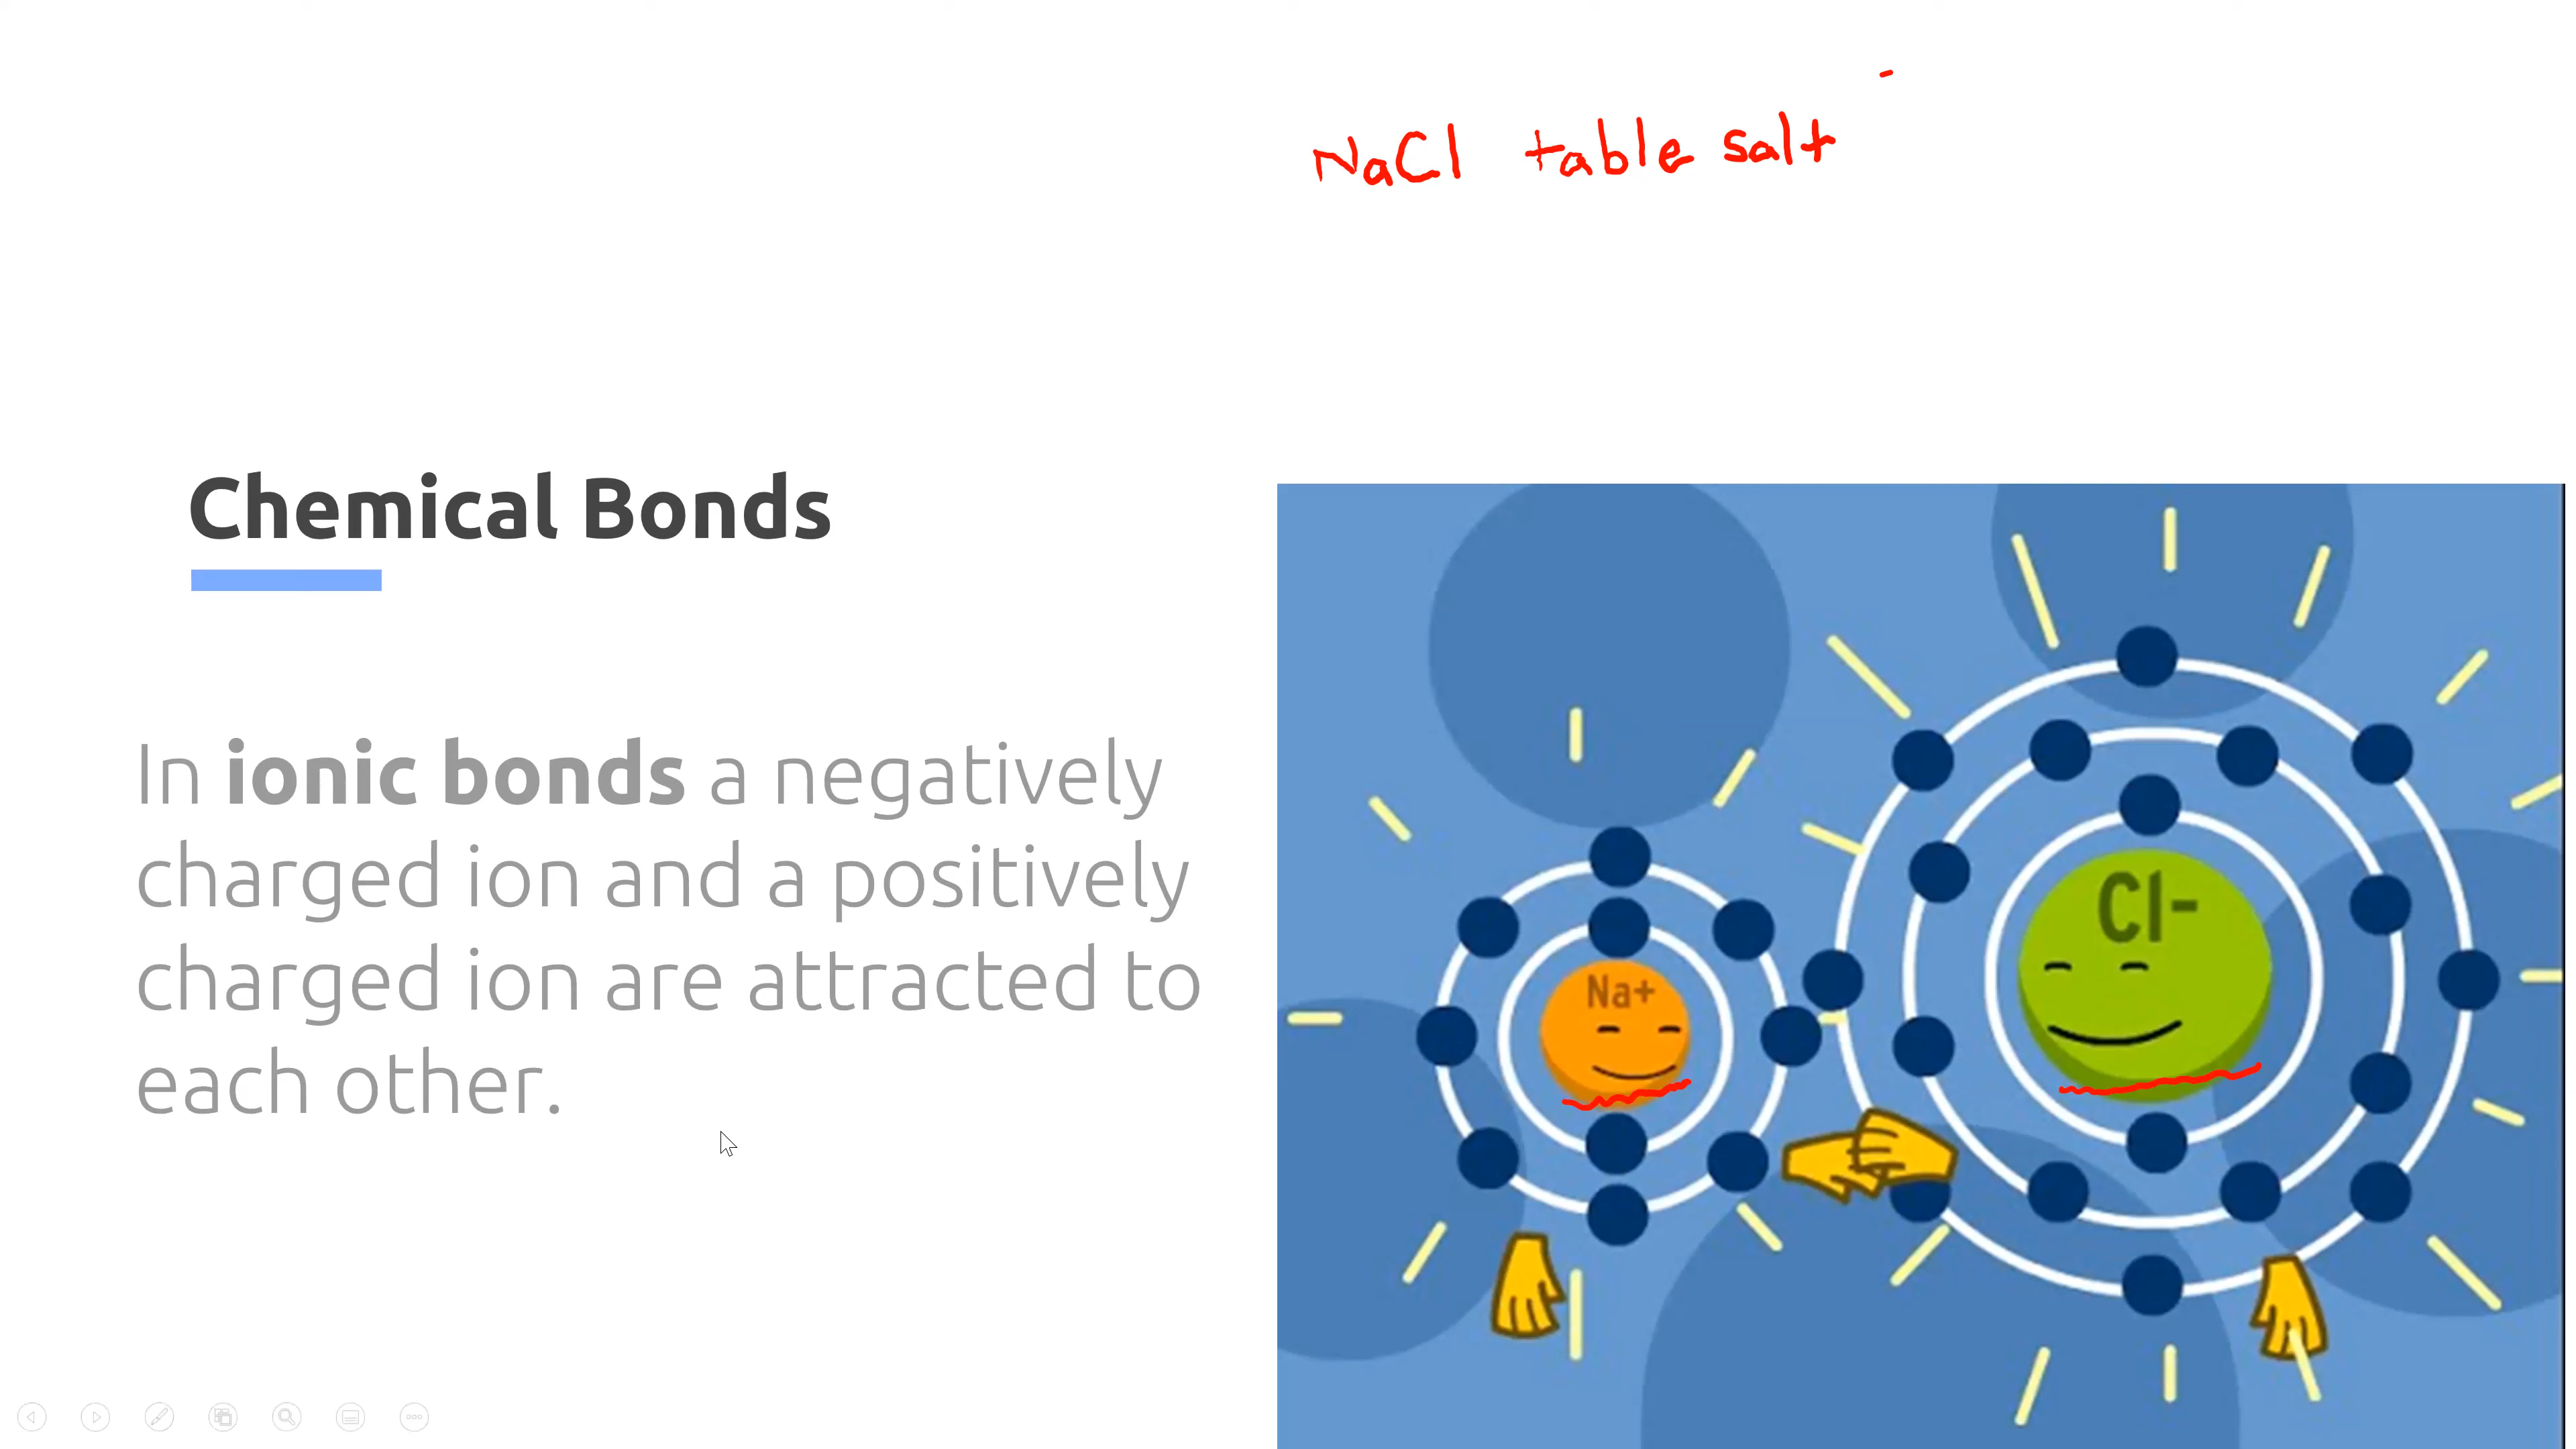 NaCl table salt
Chemical Bonds
In ionic bonds a negatively
charged ion and a positively
charged ion are attracted to
each other.
Na+
Cl-